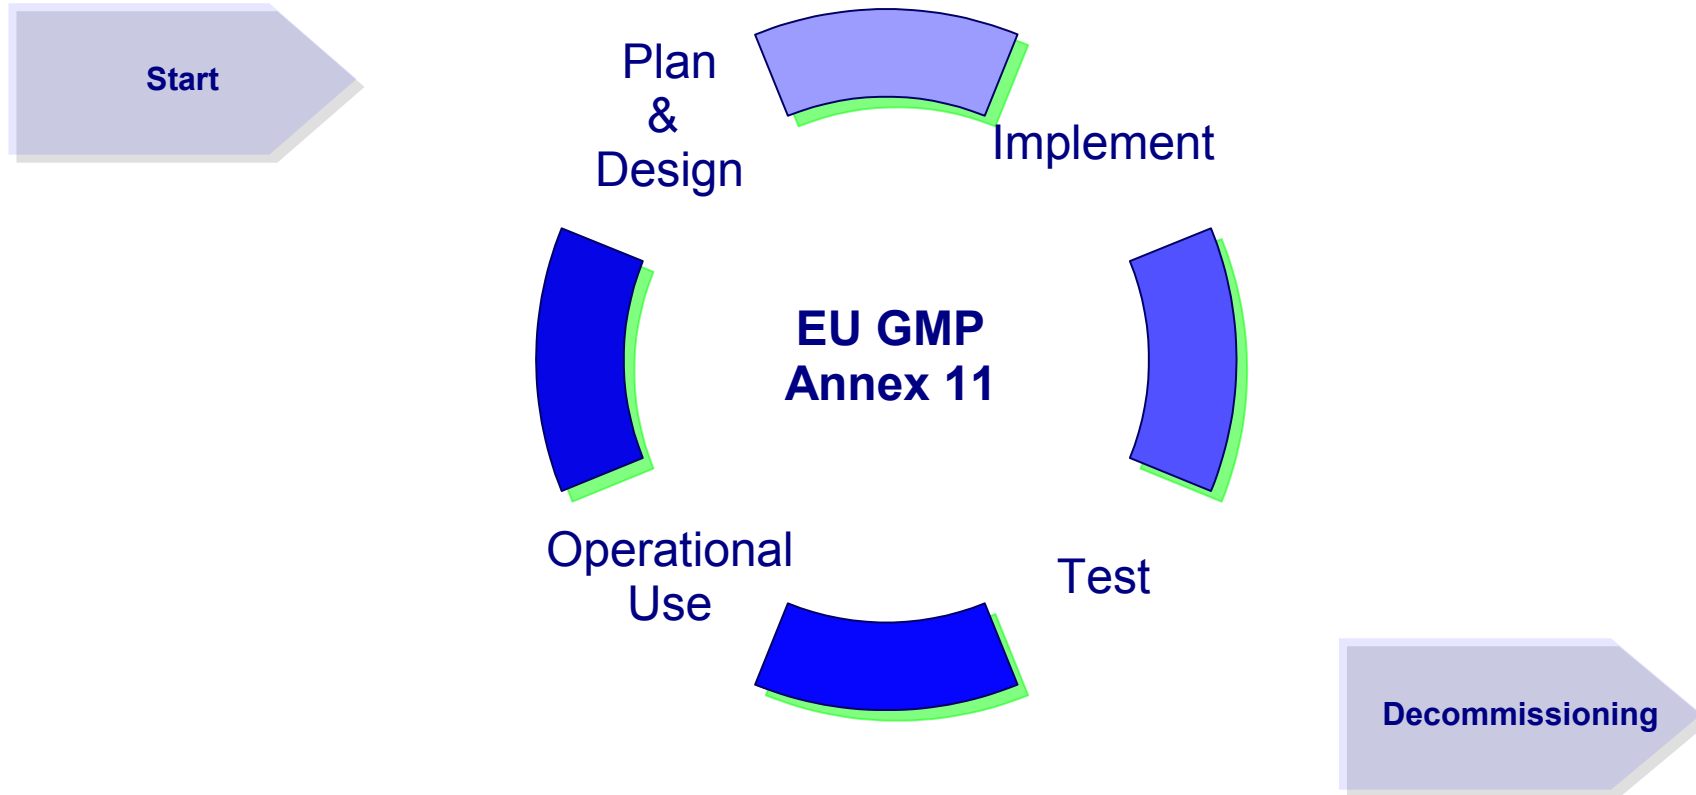 Start
Plan
&
Design
Implement
EU GMP
Annex 11
Operational
Use
Test
Decommissioning